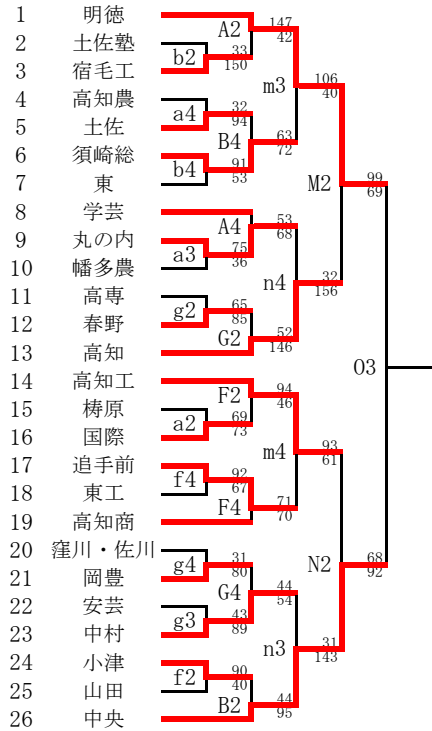 1 明徳
2 土佐塾
3 宿毛工
4 高知農
5 土佐
6 須崎総
7 東
8 学芸
9 丸の内
10 幡多農
11 高専
12 春野
13 高知
14 高知工
15 梼原
16 国際
17 追手前
18 東工
19 高知商
20 窪川・佐川
21 岡豊
22 安芸
23 中村
24 小津
25 山田
26 中央
b2
a4
b4
a3
g2
a2
f4
g4
g3
f2
A2
33
150
32
94
B4
91
53
A4
75
36
65
85
G2
F2
69
73
92
67
F4
31
80
G4
43
89
90
40
B2
147
42
m3
63
72
53
68
n4
52
146
94
46
m4
71
70
44
54
n3
44
95
106
40
M2
32
156
93
61
N2
31
143
99
69
O3
68
92